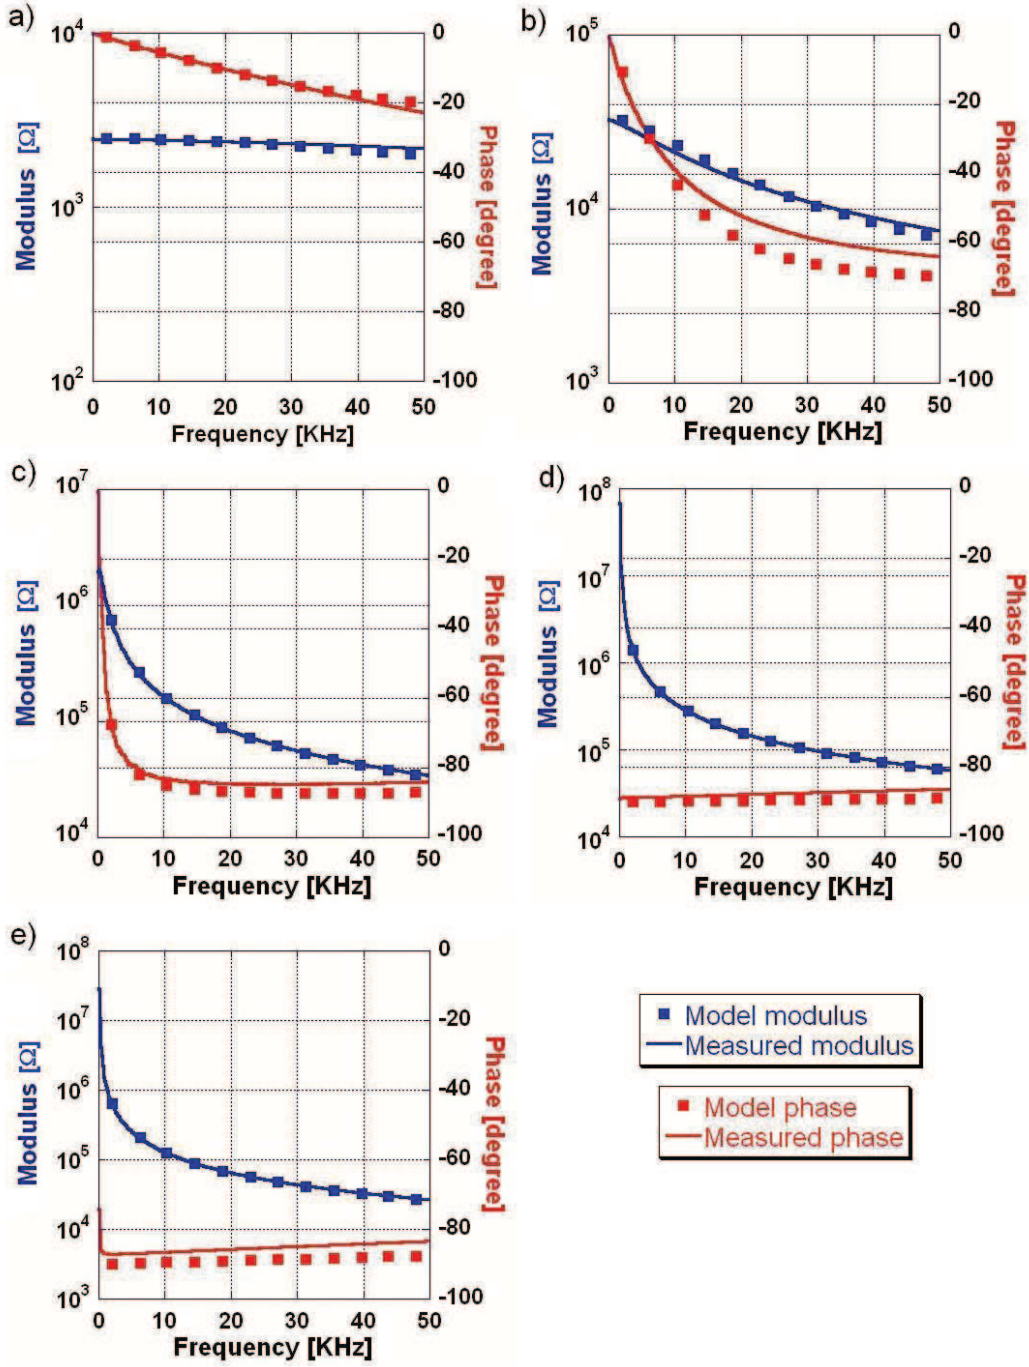 a)
10^4
10^3
10^2
Modulus [Ω]
0
-20
-40
-60
-80
-100
Phase [degree]
0 10 20 30 40 50
Frequency [KHz]
b)
10^5
10^4
10^3
Modulus [Ω]
0
-20
-40
-60
-80
-100
Phase [degree]
0 10 20 30 40 50
Frequency [KHz]
c)
10^7
10^6
10^5
10^4
Modulus [Ω]
0
-20
-40
-60
-80
-100
Phase [degree]
0 10 20 30 40 50
Frequency [KHz]
d)
10^8
10^7
10^6
10^5
10^4
Modulus [Ω]
0
-20
-40
-60
-80
-100
Phase [degree]
0 10 20 30 40 50
Frequency [KHz]
e)
10^8
10^7
10^6
10^5
10^4
10^3
Modulus [Ω]
0
-20
-40
-60
-80
-100
Phase [degree]
0 10 20 30 40 50
Frequency [KHz]
Model modulus
Measured modulus
Model phase
Measured phase